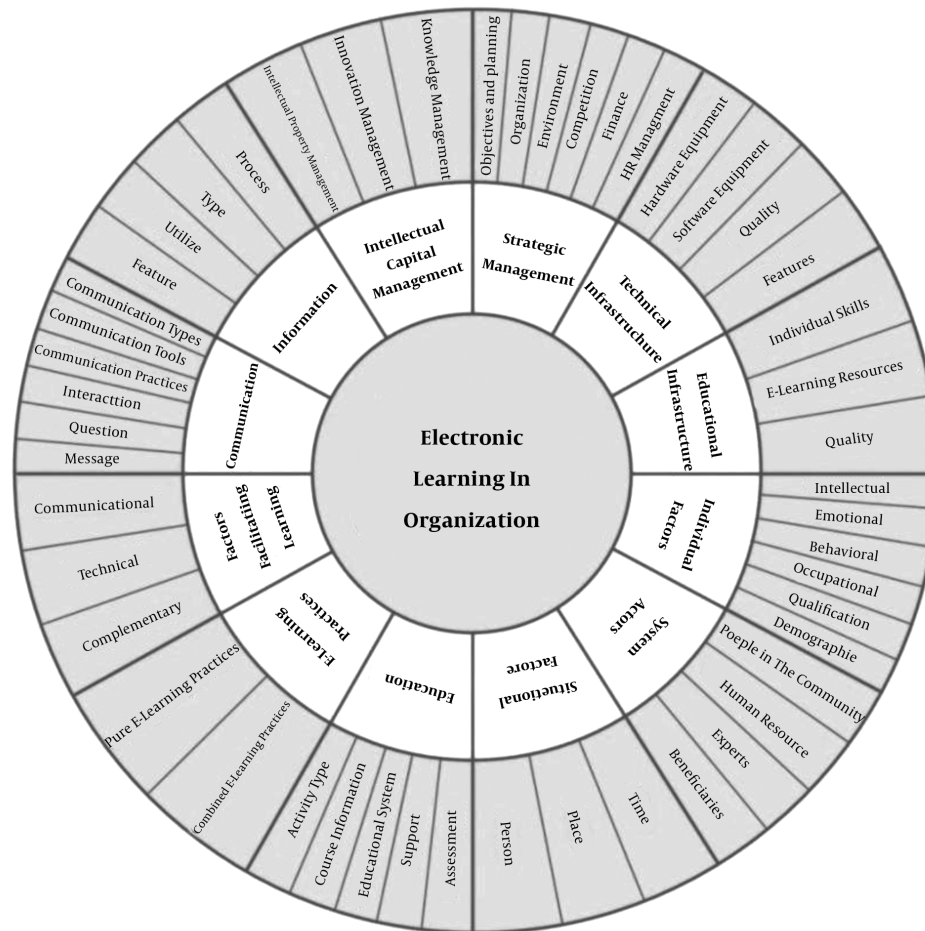 Electronic
Learning In
Organization
Strategic
Management
Technical
Infrastruchure
Educational
Infrastructure
Individual
Factors
System
Actors
Situetional
Factore
Education
E-Learning
Practices
Learning
Facilitating
Factors
Communication
Information
Intellectual
Capital
Management
Objectives and planning
Organization
Environment
Competition
Finance
HR Managment
Hardware Equipment
Software Equipment
Quality
Features
Individual Skills
E-Learning Resources
Quality
Intellectual
Emotional
Behavioral
Occupational
Qualification
Demographie
Poeple in The Community
Human Resource
Experts
Beneficiaries
Time
Place
Person
Assessment
Support
Educational System
Course Information
Activity Type
Combined E-Learning Practices
Pure E-Learning Practices
Complementary
Technical
Communicational
Message
Question
Interacttion
Communication Practices
Communication Tools
Communication Types
Feature
Utilize
Type
Process
Intellectual Property Management
Innovation Management
Knowledge Management